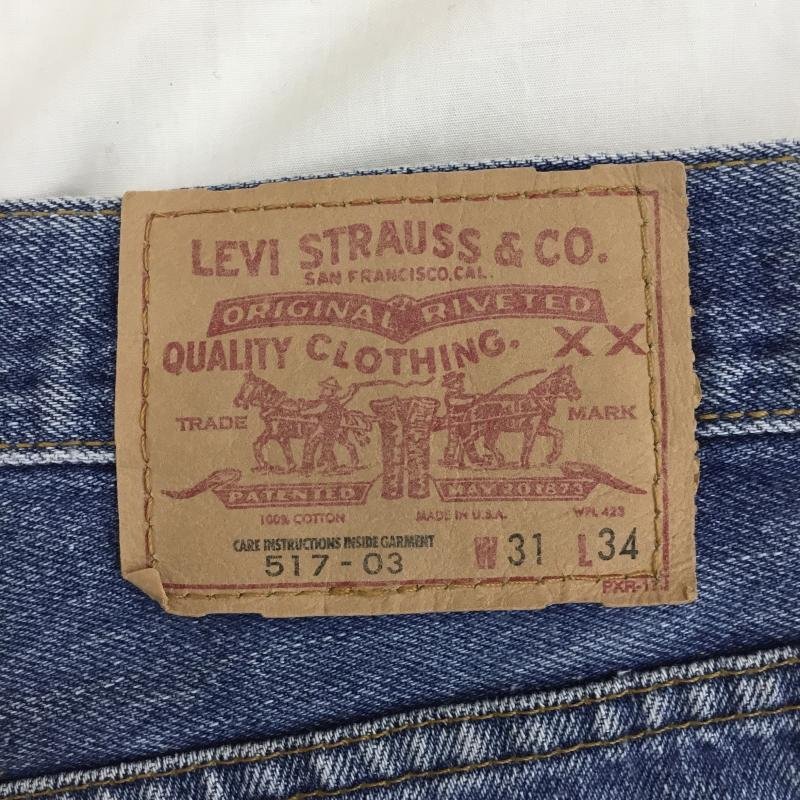 LEVI STRAUSS & CO.
SAN FRANCISCO, CAL.
ORIGINAL RIVETED
QUALITY CLOTHING. XX
TRADE MARK
PATENTED MAY 20 1873
100% COTTON MADE IN U.S.A. WPL 423
CARE INSTRUCTIONS INSIDE GARMENT
517-03 W 31 L 34